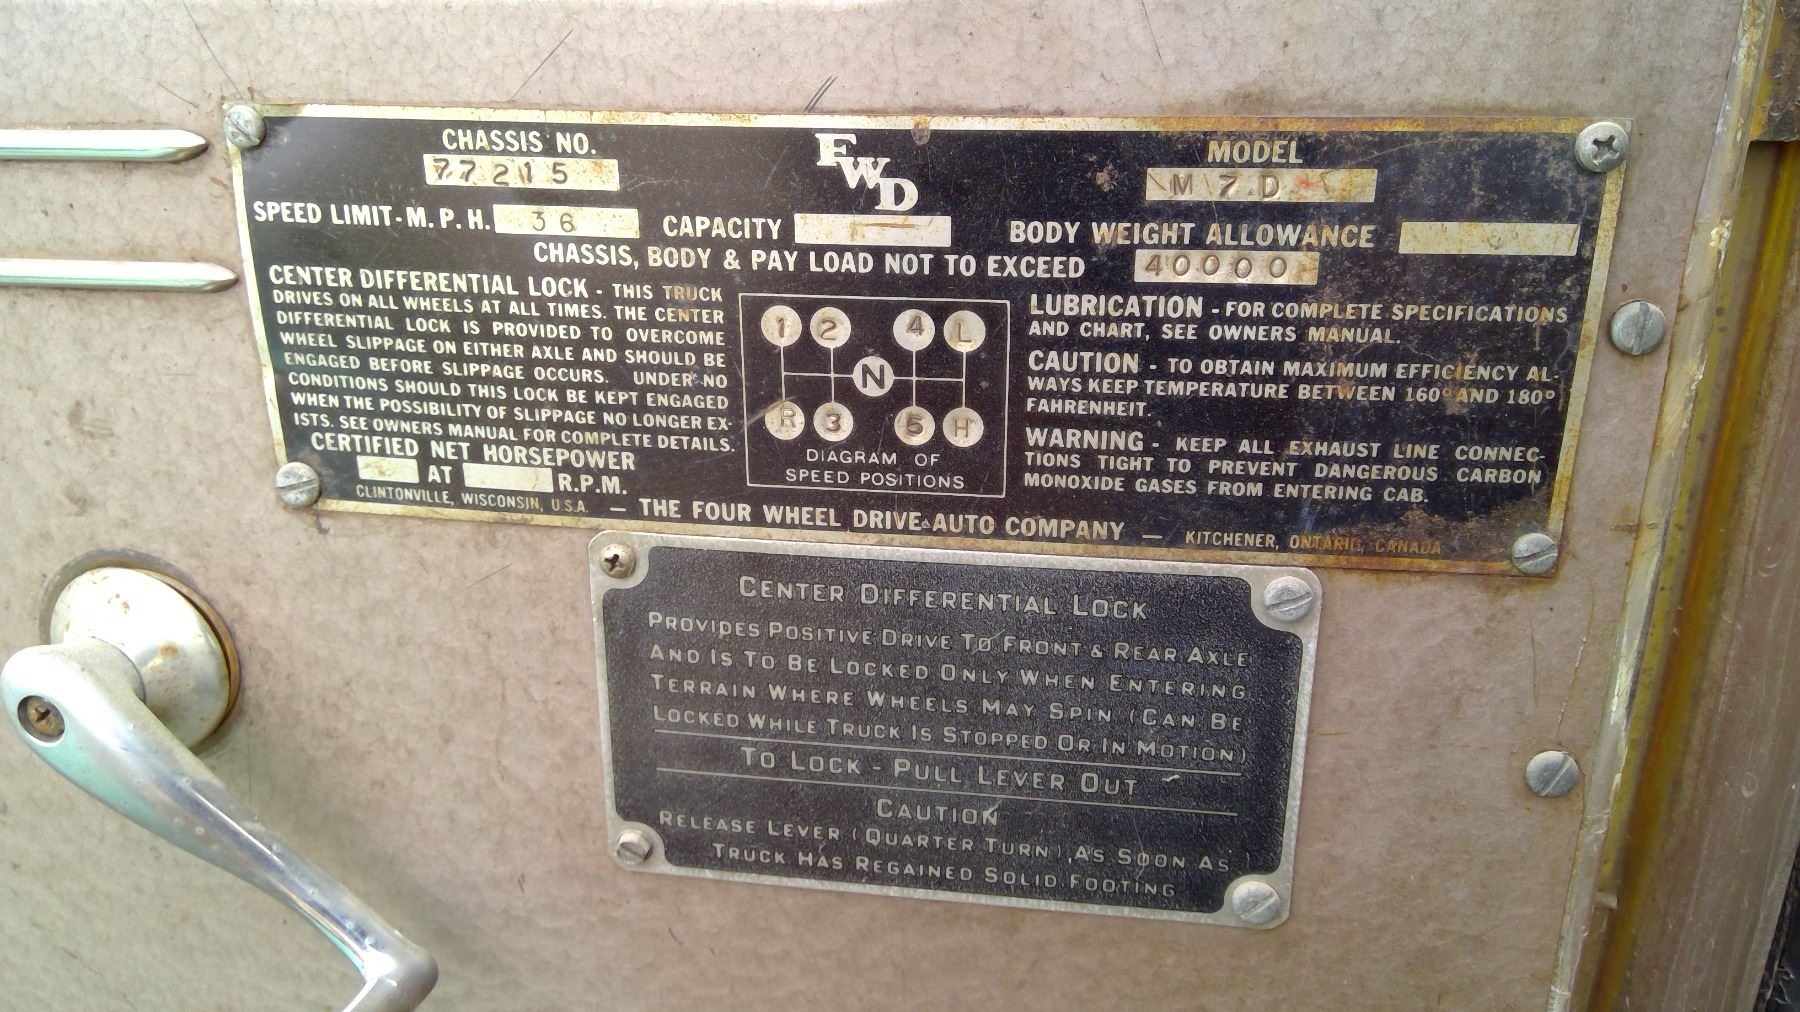 CHASSIS NO.
77215
FWD
MODEL
M7D
SPEED LIMIT-M.P.H. 36
CAPACITY
BODY WEIGHT ALLOWANCE
CHASSIS, BODY & PAY LOAD NOT TO EXCEED 40000
CENTER DIFFERENTIAL LOCK - THIS TRUCK
DRIVES ON ALL WHEELS AT ALL TIMES. THE CENTER
DIFFERENTIAL LOCK IS PROVIDED TO OVERCOME
WHEEL SLIPPAGE ON EITHER AXLE AND SHOULD BE
ENGAGED BEFORE SLIPPAGE OCCURS. UNDER NO
CONDITIONS SHOULD THIS LOCK BE KEPT ENGAGED
WHEN THE POSSIBILITY OF SLIPPAGE NO LONGER EX-
ISTS. SEE OWNERS MANUAL FOR COMPLETE DETAILS.
CERTIFIED NET HORSEPOWER
AT R.P.M.
1 2 4 L
N
R 3 5 H
DIAGRAM OF
SPEED POSITIONS
LUBRICATION - FOR COMPLETE SPECIFICATIONS
AND CHART, SEE OWNERS MANUAL.
CAUTION - TO OBTAIN MAXIMUM EFFICIENCY AL-
WAYS KEEP TEMPERATURE BETWEEN 160° AND 180°
FAHRENHEIT.
WARNING - KEEP ALL EXHAUST LINE CONNEC-
TIONS TIGHT TO PREVENT DANGEROUS CARBON
MONOXIDE GASES FROM ENTERING CAB.
CLINTONVILLE, WISCONSIN, U.S.A. — THE FOUR WHEEL DRIVE AUTO COMPANY — KITCHENER, ONTARIO, CANADA
CENTER DIFFERENTIAL LOCK
PROVIDES POSITIVE DRIVE TO FRONT & REAR AXLE
AND IS TO BE LOCKED ONLY WHEN ENTERING
TERRAIN WHERE WHEELS MAY SPIN (CAN BE
LOCKED WHILE TRUCK IS STOPPED OR IN MOTION)
TO LOCK - PULL LEVER OUT
CAUTION
RELEASE LEVER (QUARTER TURN), AS SOON AS
TRUCK HAS REGAINED SOLID FOOTING